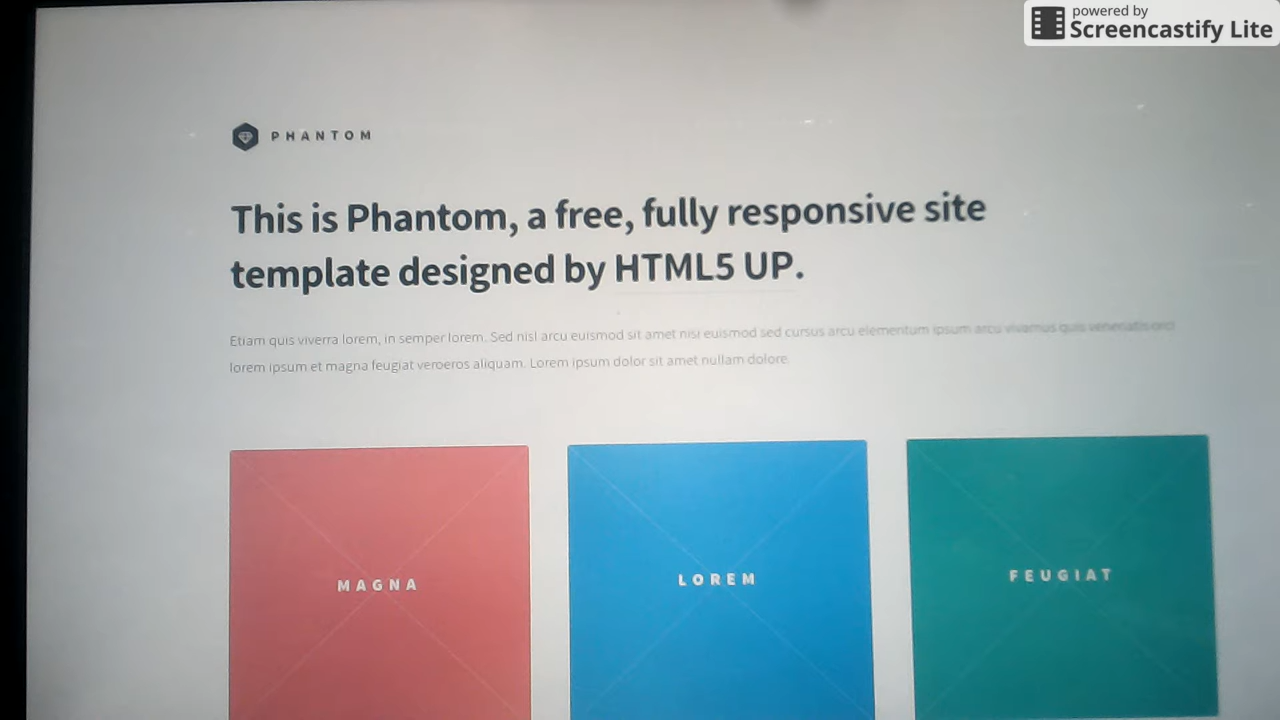 powered by
Screencastify Lite
PHANTOM
This is Phantom, a free, fully responsive site
template designed by HTML5 UP.
Etiam quis viverra lorem, in semper lorem. Sed nisl arcu euismod sit amet nisi euismod sed cursus arcu elementum ipsum arcu vivamus quis venenatis orci
lorem ipsum et magna feugiat veroeros aliquam. Lorem ipsum dolor sit amet nullam dolore.
MAGNA
LOREM
FEUGIAT